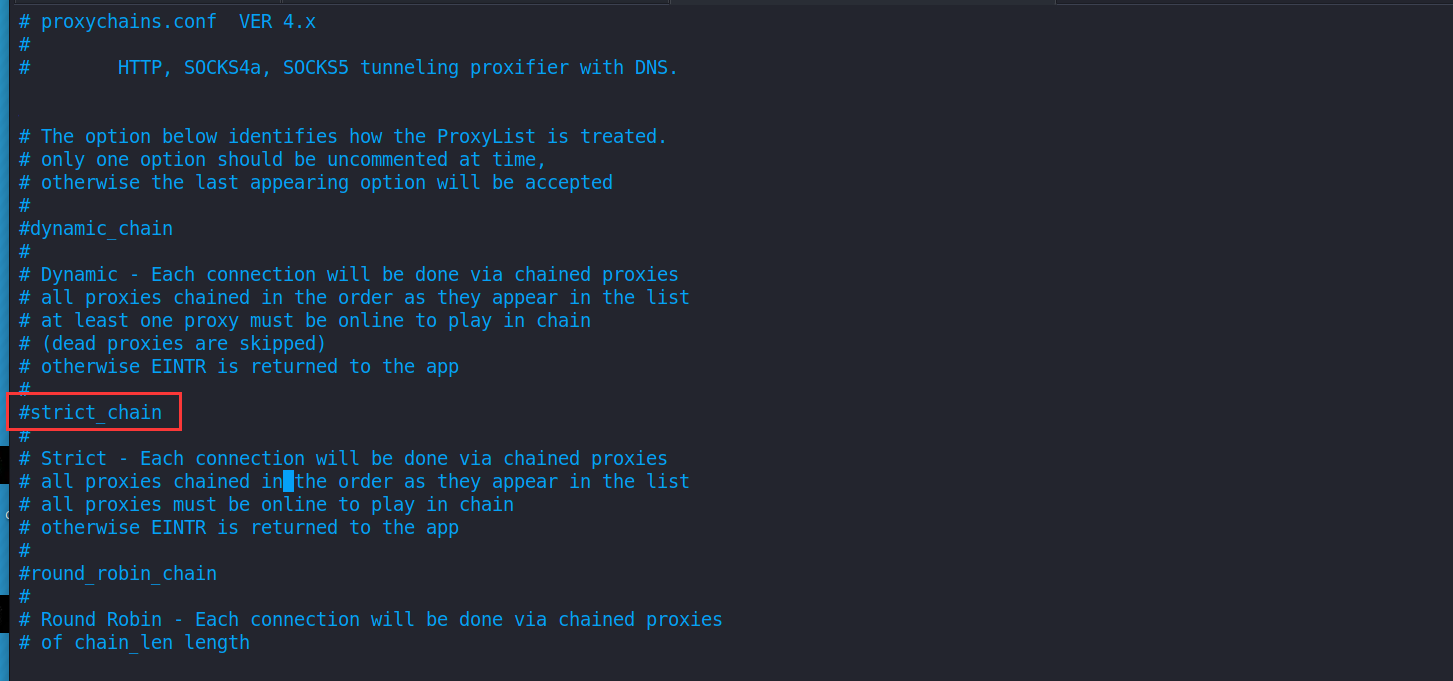 # proxychains.conf  VER 4.x
#
#        HTTP, SOCKS4a, SOCKS5 tunneling proxifier with DNS.
# The option below identifies how the ProxyList is treated.
# only one option should be uncommented at time,
# otherwise the last appearing option will be accepted
#
#dynamic_chain
#
# Dynamic - Each connection will be done via chained proxies
# all proxies chained in the order as they appear in the list
# at least one proxy must be online to play in chain
# (dead proxies are skipped)
# otherwise EINTR is returned to the app
#
#strict_chain
#
# Strict - Each connection will be done via chained proxies
# all proxies chained in the order as they appear in the list
# all proxies must be online to play in chain
# otherwise EINTR is returned to the app
#
#round_robin_chain
#
# Round Robin - Each connection will be done via chained proxies
# of chain_len length